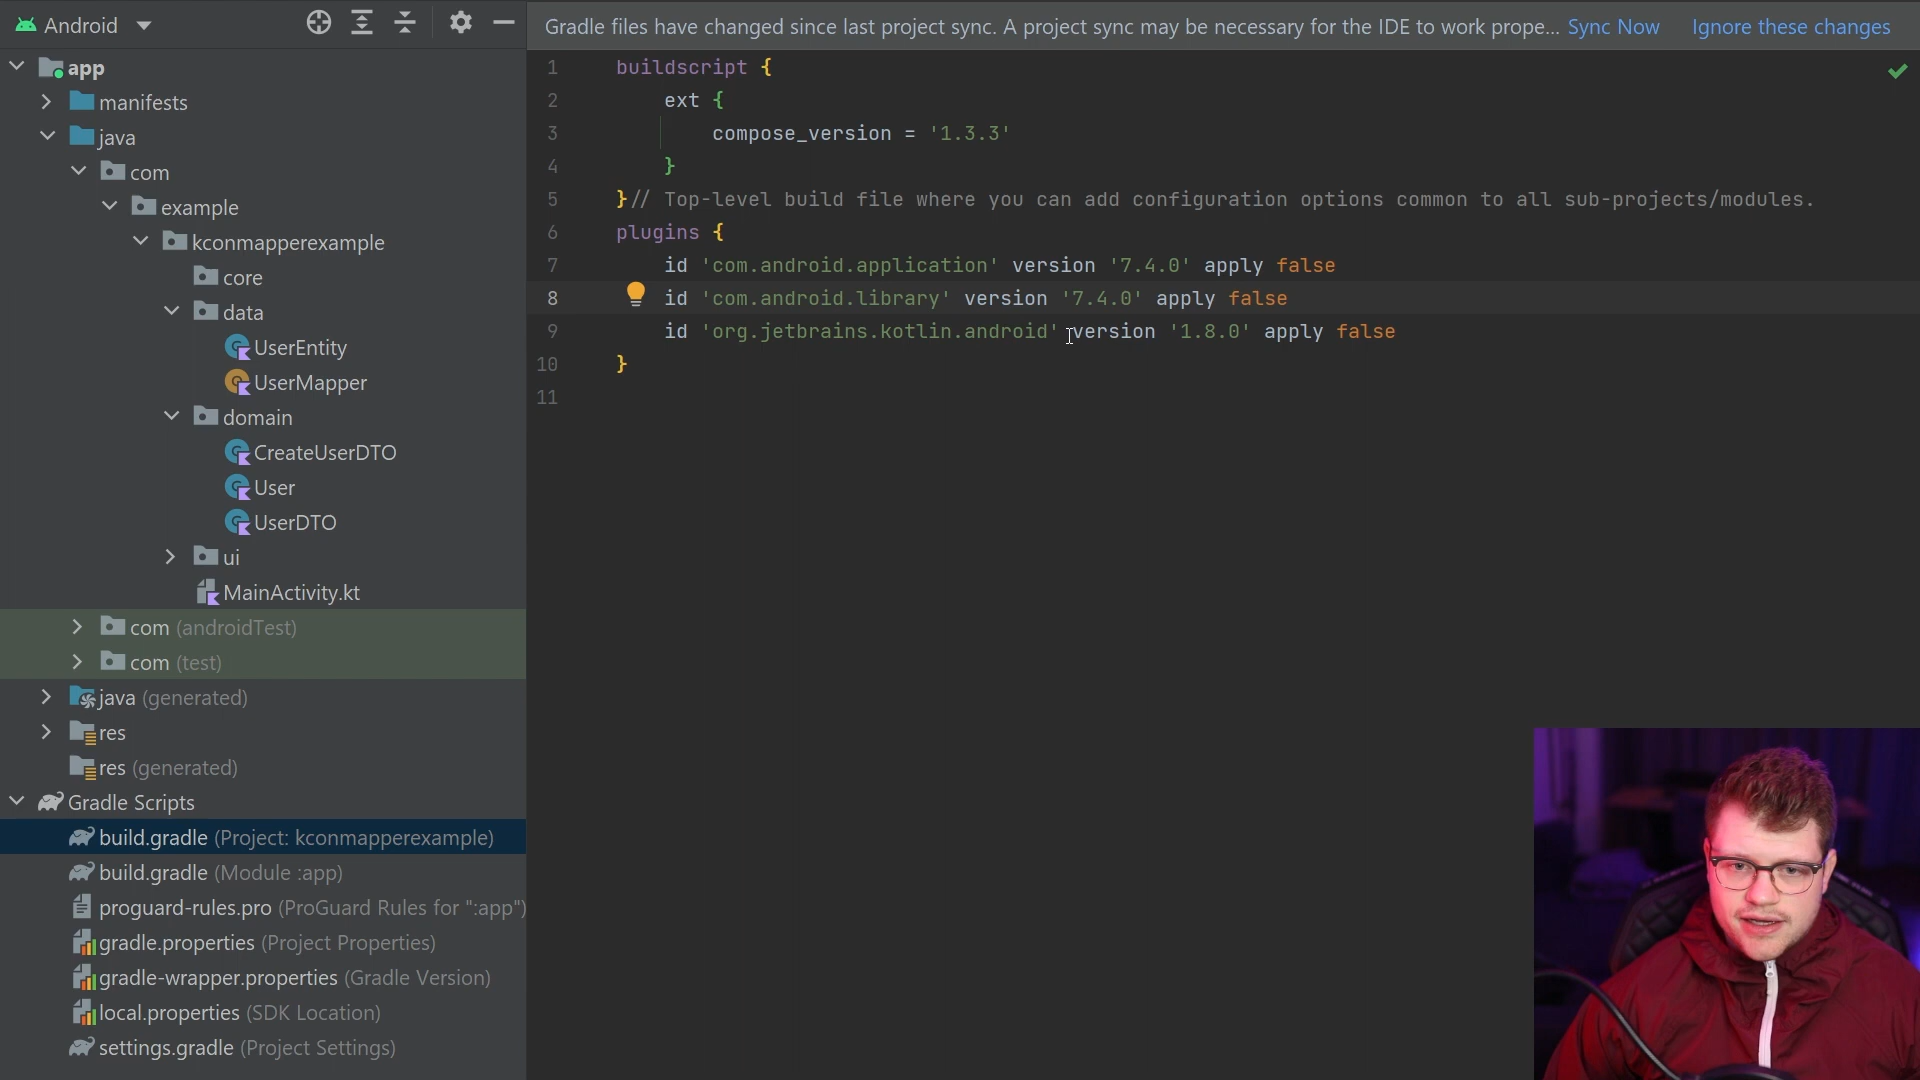 Android
app
manifests
java
com
example
kconmapperexample
core
data
UserEntity
UserMapper
domain
CreateUserDTO
User
UserDTO
ui
MainActivity.kt
com (androidTest)
com (test)
java (generated)
res
res (generated)
Gradle Scripts
build.gradle (Project: kconmapperexample)
build.gradle (Module :app)
proguard-rules.pro (ProGuard Rules for ":app")
gradle.properties (Project Properties)
gradle-wrapper.properties (Gradle Version)
local.properties (SDK Location)
settings.gradle (Project Settings)
Gradle files have changed since last project sync. A project sync may be necessary for the IDE to work prope... Sync Now Ignore these changes
1 buildscript {
2 ext {
3 compose_version = '1.3.3'
4 }
5 }// Top-level build file where you can add configuration options common to all sub-projects/modules.
6 plugins {
7 id 'com.android.application' version '7.4.0' apply false
8 id 'com.android.library' version '7.4.0' apply false
9 id 'org.jetbrains.kotlin.android' version '1.8.0' apply false
10 }
11